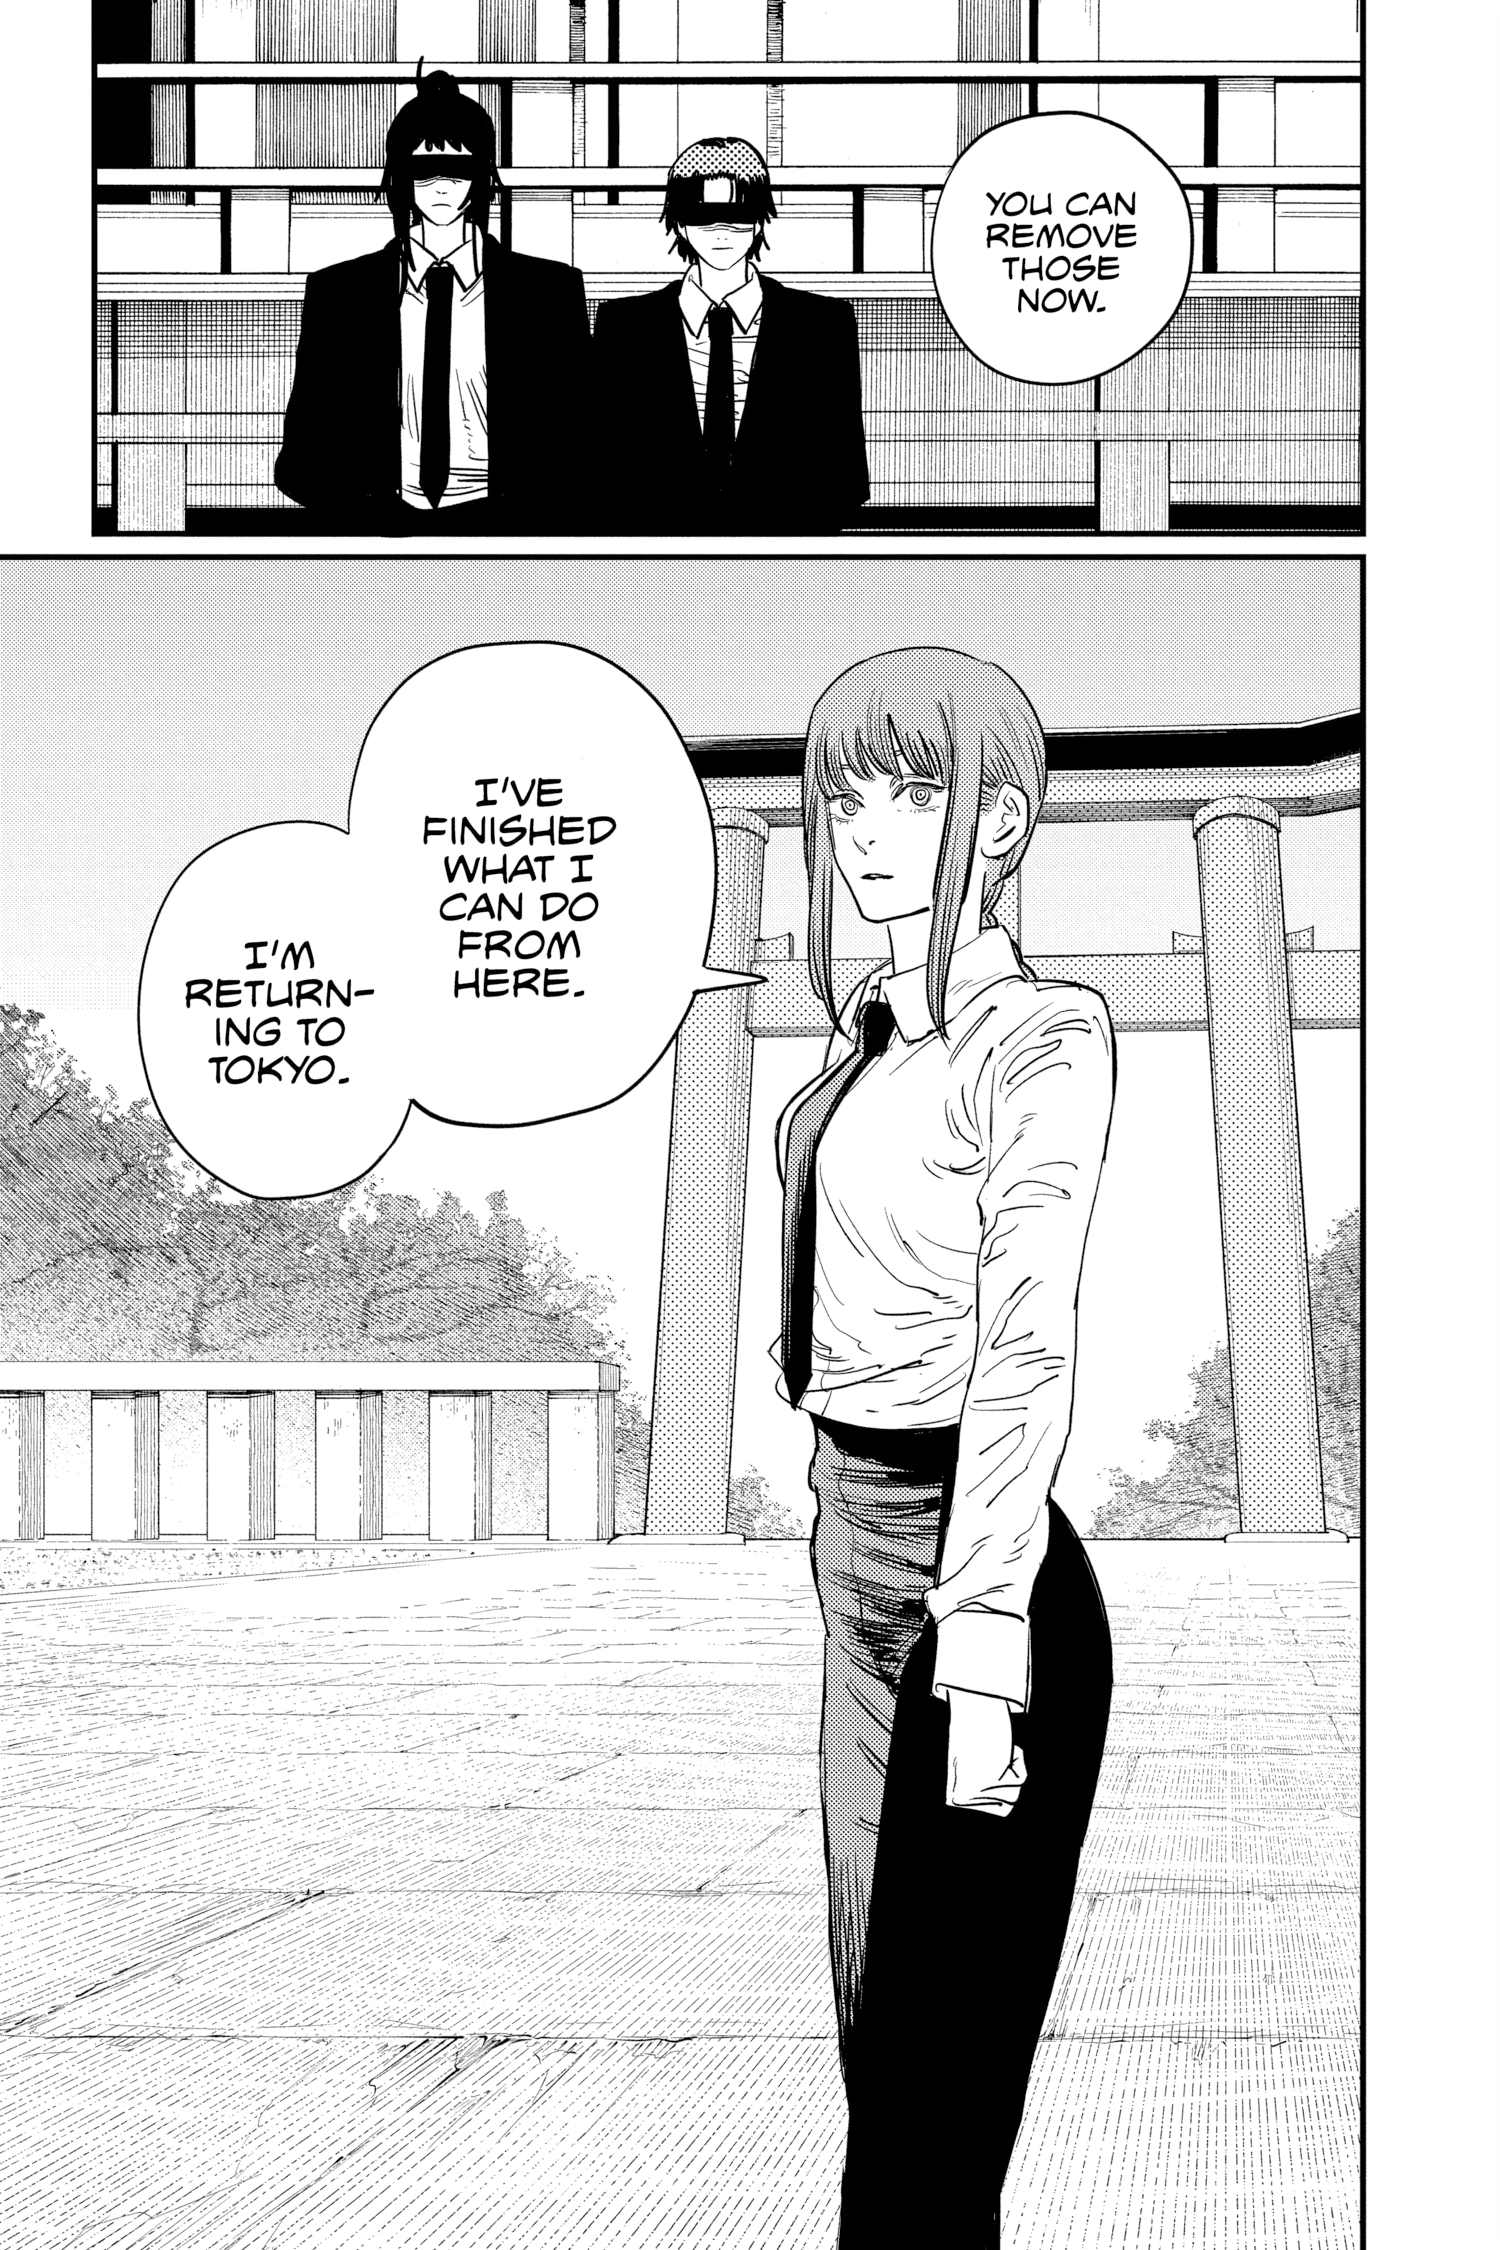 YOU CAN
REMOVE
THOSE
NOW.
I'VE
FINISHED
WHAT I
CAN DO
FROM
HERE.
I'M
RETURN-
ING TO
TOKYO.